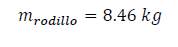 m_rodillo = 8.46 kg